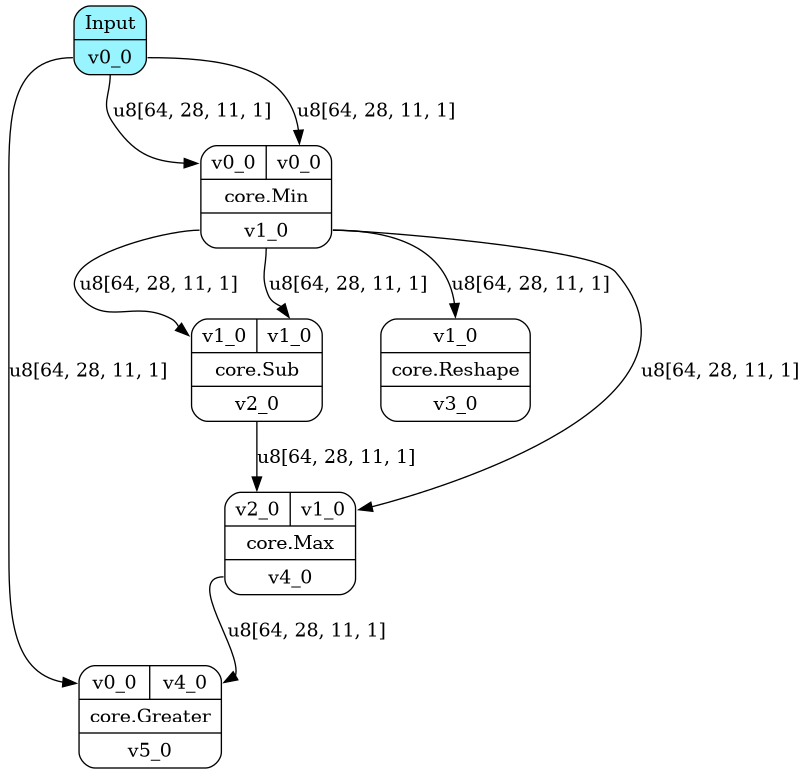 Input
v0_0
u8[64, 28, 11, 1]
u8[64, 28, 11, 1]
v0_0
v0_0
core.Min
v1_0
u8[64, 28, 11, 1]
u8[64, 28, 11, 1]
u8[64, 28, 11, 1]
v1_0
v1_0
core.Sub
v2_0
v1_0
core.Reshape
v3_0
u8[64, 28, 11, 1]
u8[64, 28, 11, 1]
u8[64, 28, 11, 1]
v2_0
v1_0
core.Max
v4_0
u8[64, 28, 11, 1]
v0_0
v4_0
core.Greater
v5_0